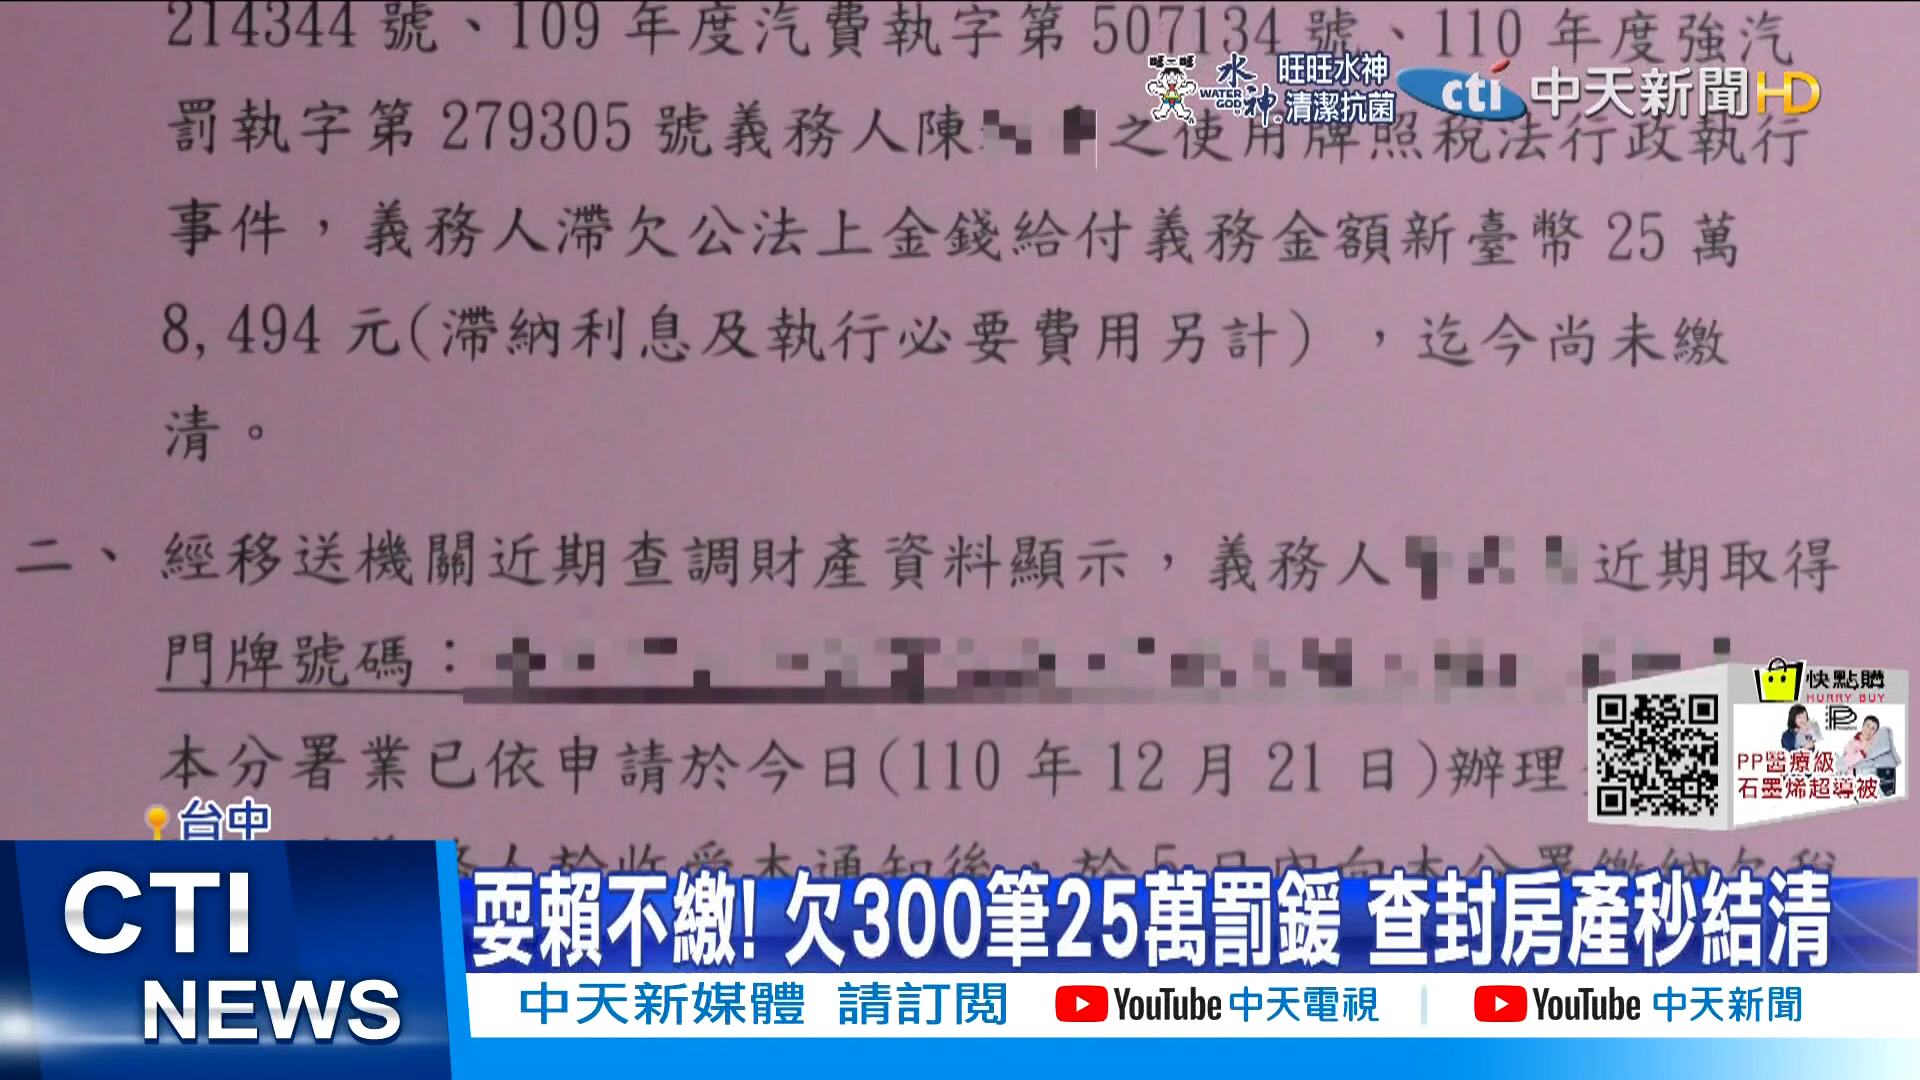 214344 號、109 年度汽費執字第 507134 號、110 年度強汽
罰執字第 279305 號義務人陳
之使用牌照稅法行政執行
事件，義務人滯欠公法上金錢給付義務金額新臺幣 25 萬
8,494 元(滯納利息及執行必要費用另計)，迄今尚未繳
清。
二、經移送機關近期查調財產資料顯示，義務人
近期取得
門牌號碼：
本分署業已依申請於今日(110 年 12 月 21 日)辦理
旺旺水神
清潔抗菌
水神
WATER GOD
cti 中天新聞HD
快點購
HURRY BUY
PP醫療級
石墨烯超導被
台中
CTI
NEWS
耍賴不繳! 欠300筆25萬罰鍰 查封房產秒結清
中天新媒體 請訂閱 YouTube 中天電視 YouTube 中天新聞